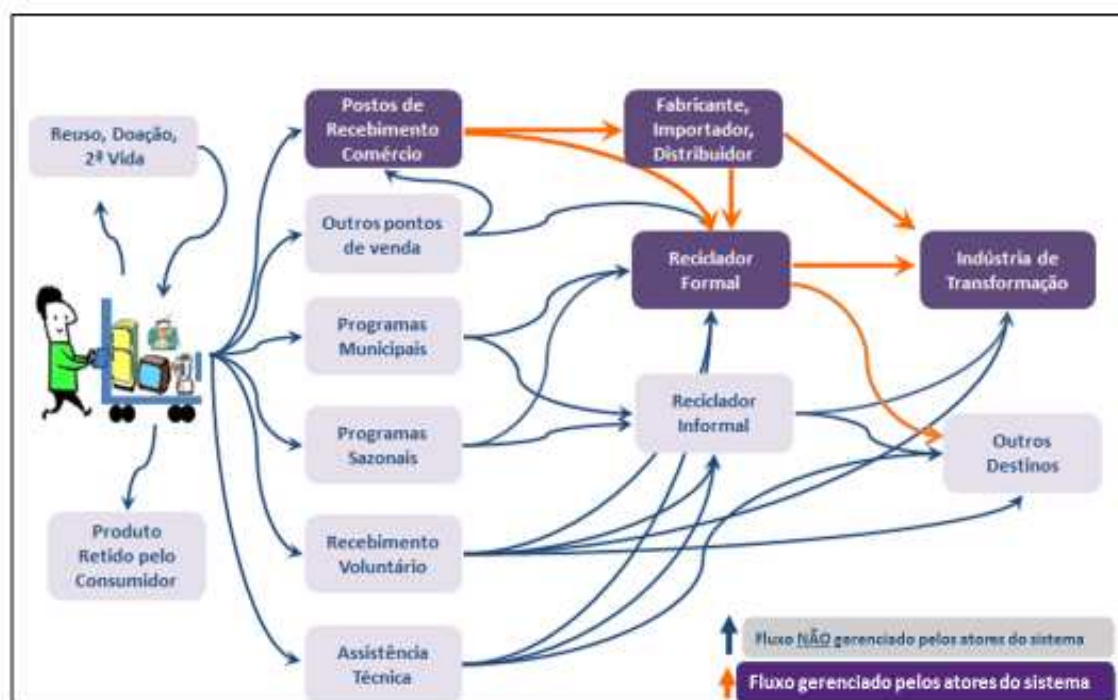 Reuso, Doação,
2ª Vida
Produto
Retido pelo
Consumidor
Postos de
Recebimento
Comércio
Outros pontos
de venda
Programas
Municipais
Programas
Sazonais
Recebimento
Voluntário
Assistência
Técnica
Fabricante,
Importador,
Distribuidor
Reciclador
Formal
Reciclador
Informal
Indústria de
Transformação
Outros
Destinos
Fluxo NÃO gerenciado pelos atores do sistema
Fluxo gerenciado pelos atores do sistema